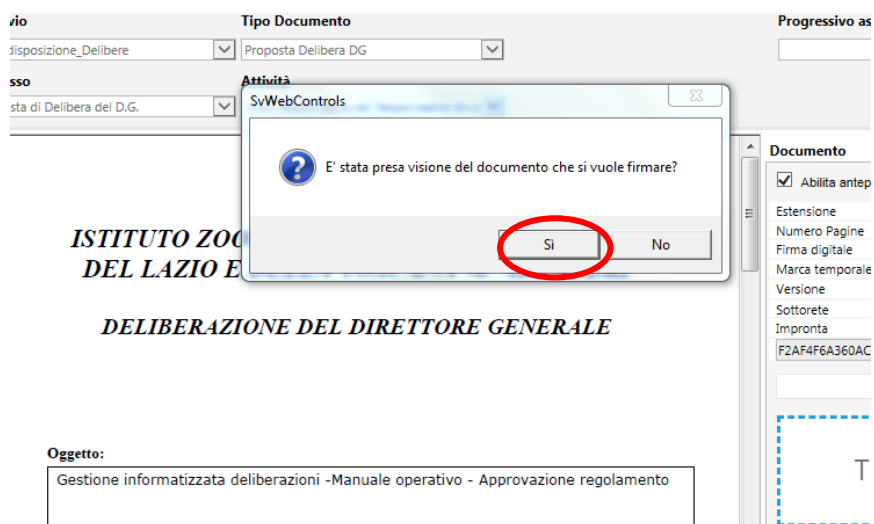 vio
Tipo Documento
Progressivo as
disposizione_Delibere
Proposta Delibera DG
sso
Attività
sta di Delibera del D.G.
SvWebControls
E' stata presa visione del documento che si vuole firmare?
Sì
No
Documento
Abilita antep
Estensione
Numero Pagine
Firma digitale
Marca temporale
Versione
Sottorete
Impronta
F2AF4F6A360AC
T
ISTITUTO ZOO
DEL LAZIO E
DELIBERAZIONE DEL DIRETTORE GENERALE
Oggetto:
Gestione informatizzata deliberazioni -Manuale operativo - Approvazione regolamento